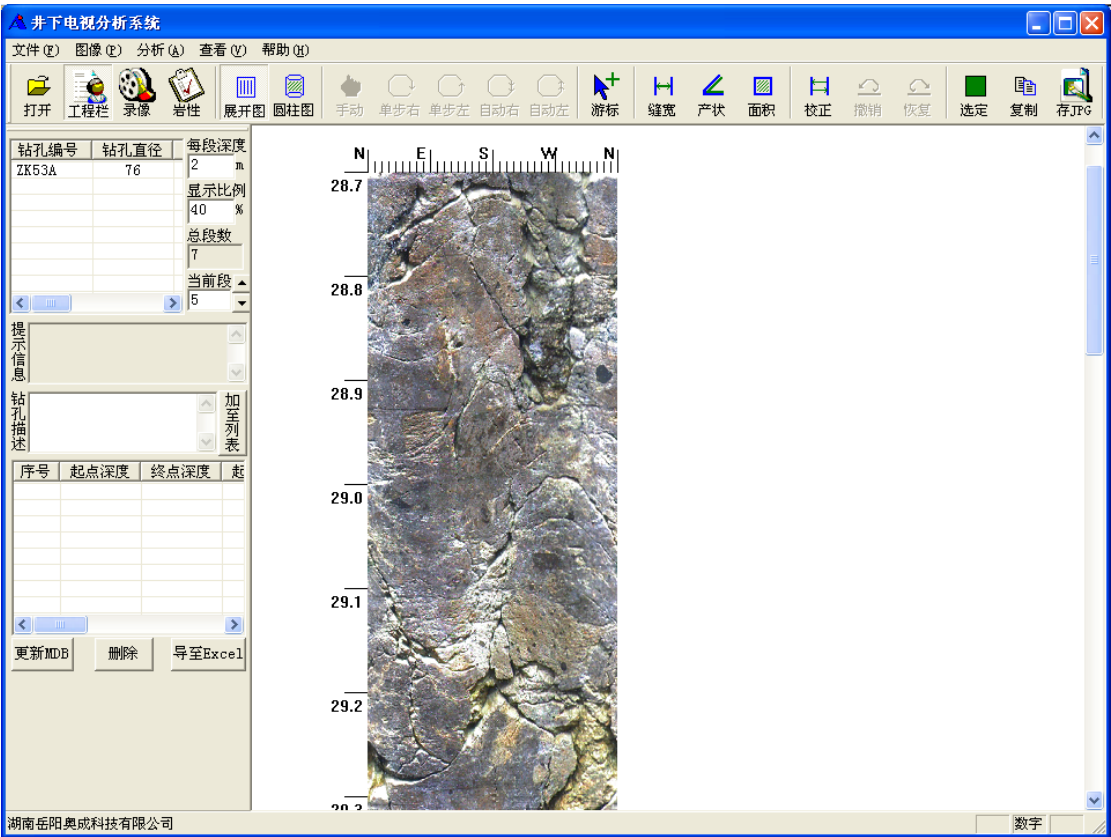 井下电视分析系统
文件(F) 图像(P) 分析(A) 查看(V) 帮助(H)
打开 工程栏 录像 岩性 展开图 圆柱图 手动 单步右 单步左 自动右 自动左 游标 缝宽 产状 面积 校正 撤销 恢复 选定 复制 存JPG
钻孔编号 钻孔直径
ZK53A 76
每段深度
2 m
显示比例
40 %
总段数
7
当前段
5
提示信息
钻孔描述
加至列表
序号 起点深度 终点深度 起
更新MDB 删除 导至Excel
N E S W N
28.7
28.8
28.9
29.0
29.1
29.2
29.3
湖南岳阳奥成科技有限公司
数字